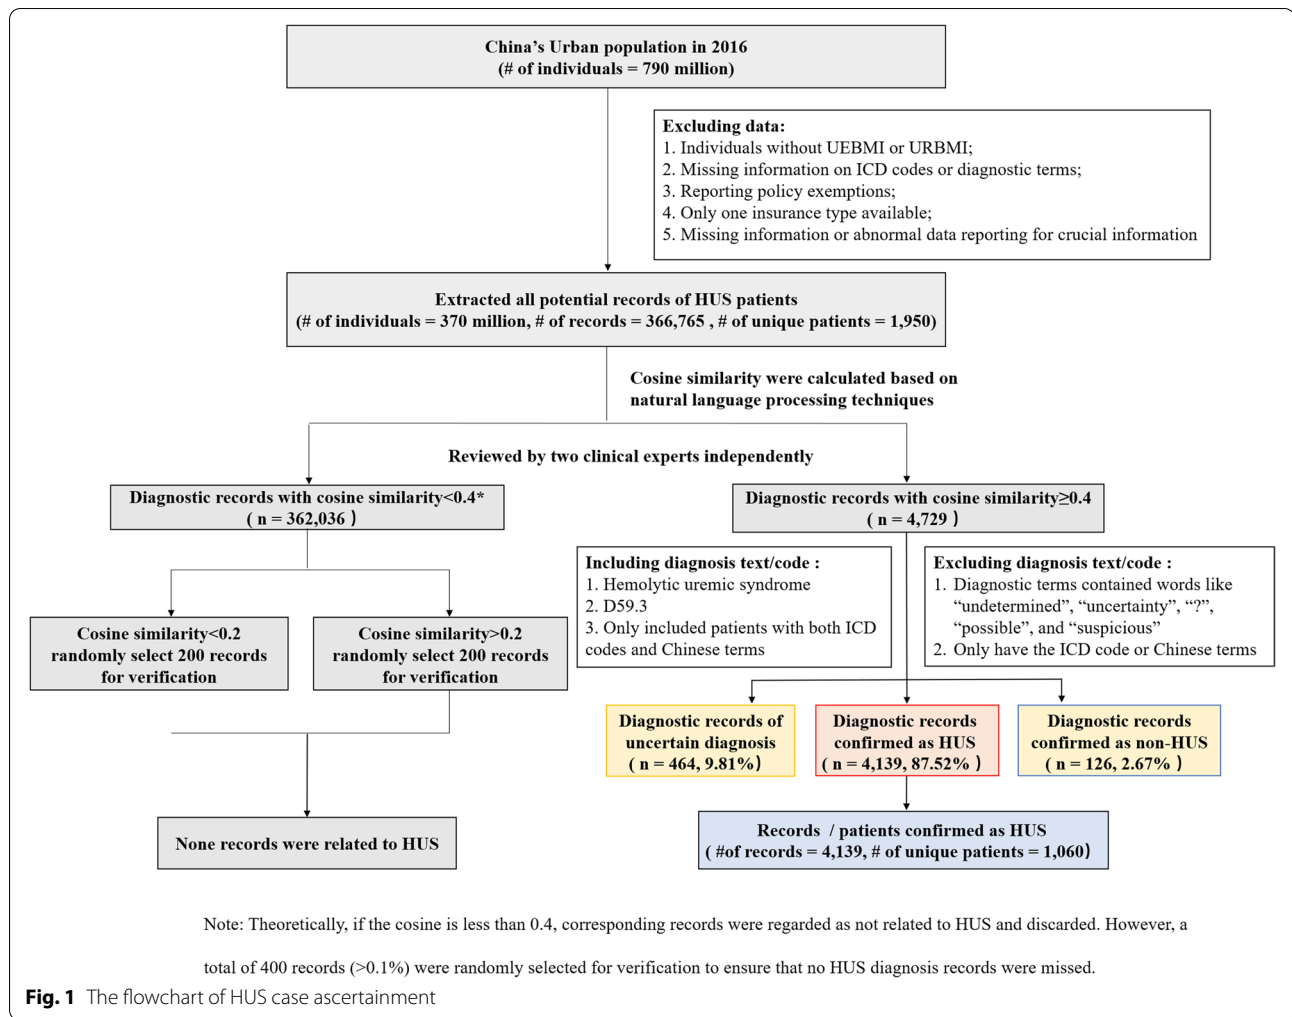 China's Urban population in 2016
(# of individuals = 790 million)
Excluding data:
1. Individuals without UEBMI or URBMI;
2. Missing information on ICD codes or diagnostic terms;
3. Reporting policy exemptions;
4. Only one insurance type available;
5. Missing information or abnormal data reporting for crucial information
Extracted all potential records of HUS patients
(# of individuals = 370 million, # of records = 366,765 , # of unique patients = 1,950)
Cosine similarity were calculated based on
natural language processing techniques
Reviewed by two clinical experts independently
Diagnostic records with cosine similarity<0.4*
( n = 362,036 )
Diagnostic records with cosine similarity≥0.4
( n = 4,729 )
Including diagnosis text/code :
1. Hemolytic uremic syndrome
2. D59.3
3. Only included patients with both ICD
codes and Chinese terms
Excluding diagnosis text/code :
1. Diagnostic terms contained words like
“undetermined”, “uncertainty”, “?”,
“possible”, and “suspicious”
2. Only have the ICD code or Chinese terms
Cosine similarity<0.2
randomly select 200 records
for verification
Cosine similarity>0.2
randomly select 200 records
for verification
Diagnostic records of
uncertain diagnosis
( n = 464, 9.81%)
Diagnostic records
confirmed as HUS
( n = 4,139, 87.52% )
Diagnostic records
confirmed as non-HUS
( n = 126, 2.67% )
None records were related to HUS
Records / patients confirmed as HUS
( #of records = 4,139, # of unique patients = 1,060)
Note: Theoretically, if the cosine is less than 0.4, corresponding records were regarded as not related to HUS and discarded. However, a
total of 400 records (>0.1%) were randomly selected for verification to ensure that no HUS diagnosis records were missed.
Fig. 1 The flowchart of HUS case ascertainment